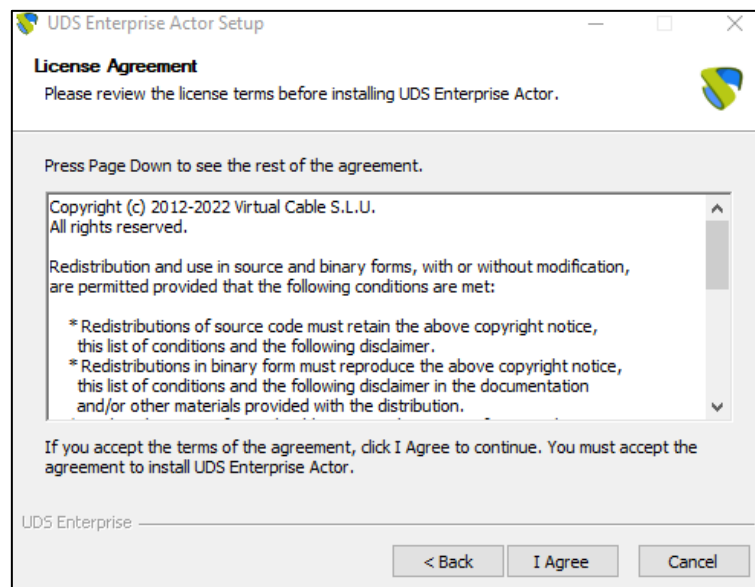 UDS Enterprise Actor Setup
License Agreement
Please review the license terms before installing UDS Enterprise Actor.
Press Page Down to see the rest of the agreement.
Copyright (c) 2012-2022 Virtual Cable S.L.U.
All rights reserved.
Redistribution and use in source and binary forms, with or without modification,
are permitted provided that the following conditions are met:
* Redistributions of source code must retain the above copyright notice,
this list of conditions and the following disclaimer.
* Redistributions in binary form must reproduce the above copyright notice,
this list of conditions and the following disclaimer in the documentation
and/or other materials provided with the distribution.
If you accept the terms of the agreement, click I Agree to continue. You must accept the
agreement to install UDS Enterprise Actor.
UDS Enterprise
< Back I Agree Cancel